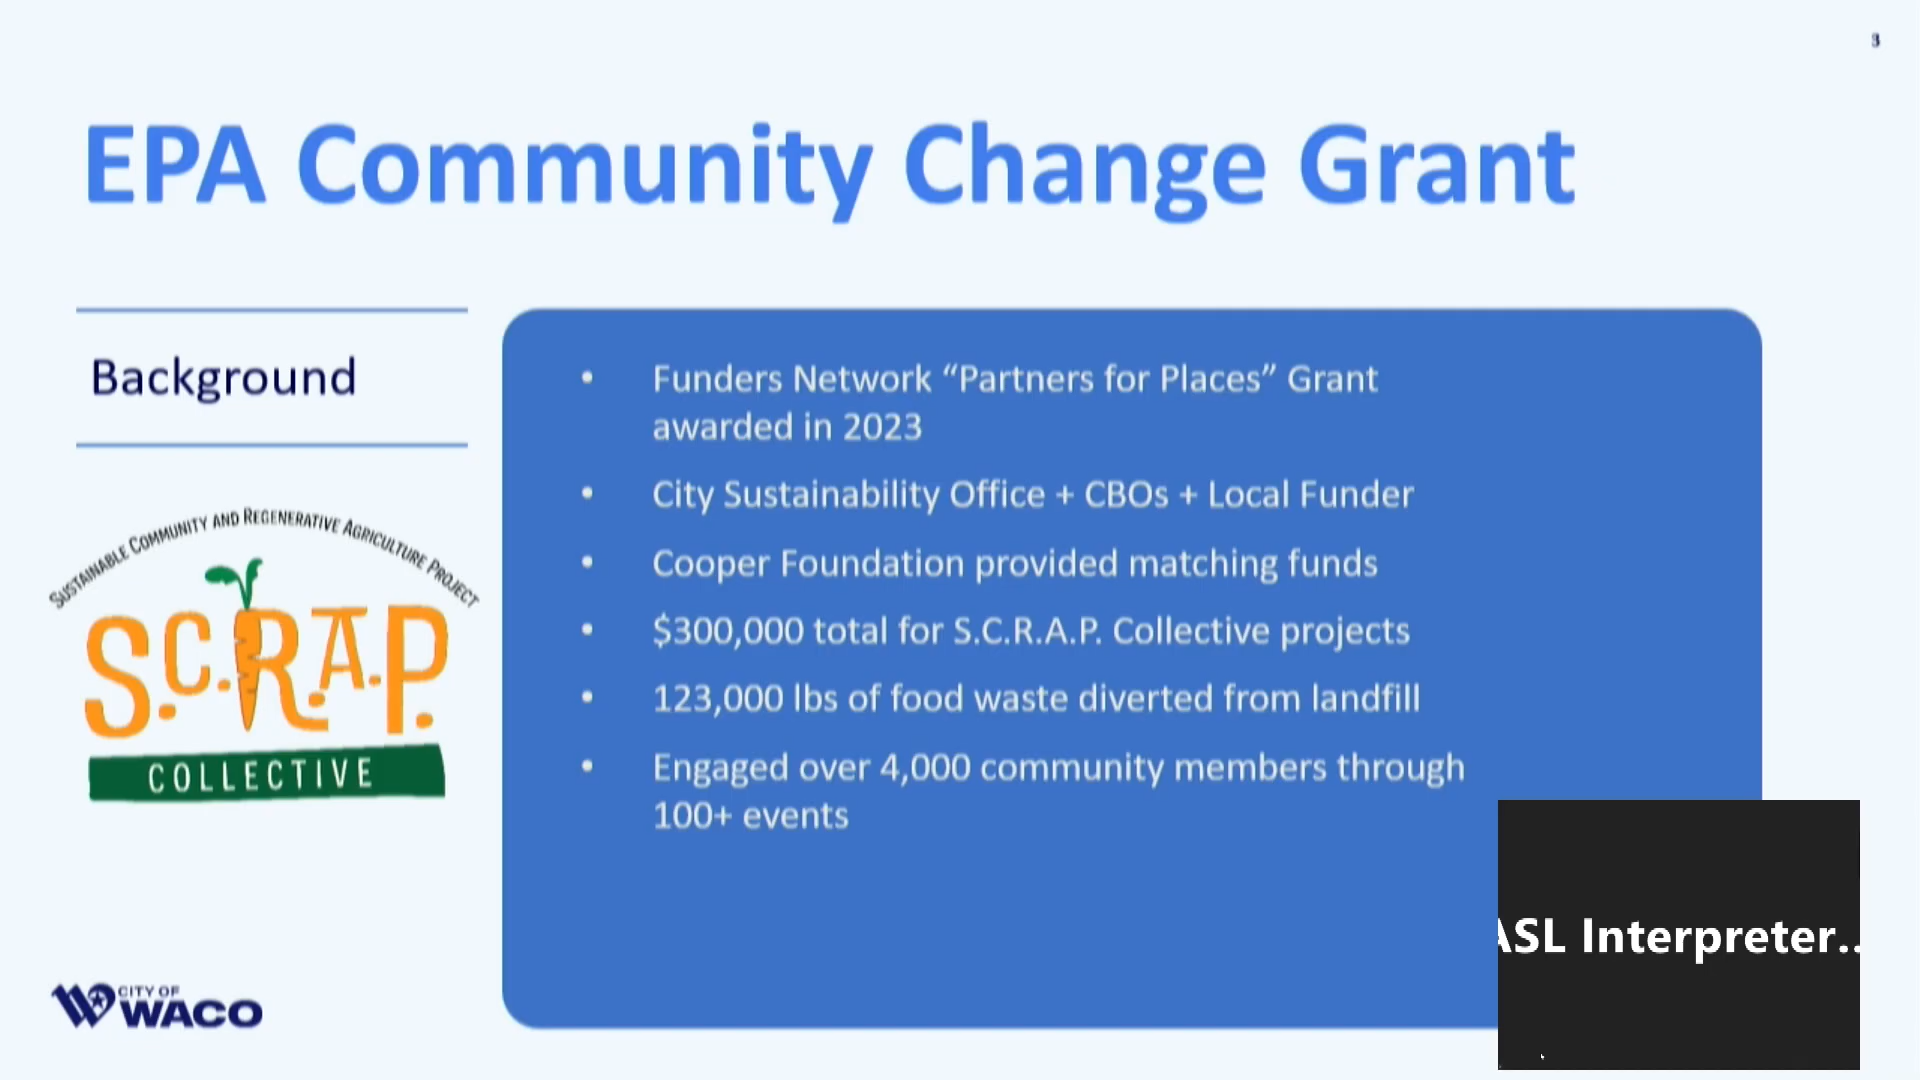 EPA Community Change Grant
Background
• Funders Network “Partners for Places” Grant
awarded in 2023
• City Sustainability Office + CBOs + Local Funder
• Cooper Foundation provided matching funds
• $300,000 total for S.C.R.A.P. Collective projects
• 123,000 lbs of food waste diverted from landfill
• Engaged over 4,000 community members through
100+ events
SUSTAINABLE COMMUNITY AND REGENERATIVE AGRICULTURE PROJECT
S.C.R.A.P.
COLLECTIVE
CITY OF
WACO
ASL Interpreter..